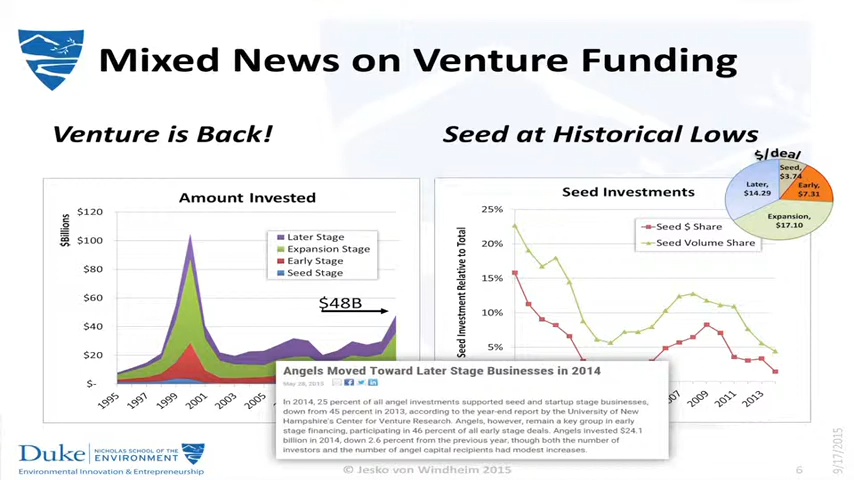 Mixed News on Venture Funding
Venture is Back!
Seed at Historical Lows
Amount Invested
$Billions
$120
$100
$80
$60
$40
$20
$-
1995
1997
1999
2001
2003
2005
Later Stage
Expansion Stage
Early Stage
Seed Stage
$48B
Seed Investments
Seed Investment Relative to Total
25%
20%
15%
10%
5%
Seed $ Share
Seed Volume Share
2009
2011
2013
$/deal
Seed,
$3.74
Early,
$7.31
Expansion,
$17.10
Later,
$14.29
Angels Moved Toward Later Stage Businesses in 2014
May 28, 2015
In 2014, 25 percent of all angel investments supported seed and startup stage businesses,
down from 45 percent in 2013, according to the year-end report by the University of New
Hampshire's Center for Venture Research. Angels, however, remain a key group in early
stage financing, participating in 46 percent of all early stage deals. Angels invested $24.1
billion in 2014, down 2.6 percent from the previous year, though both the number of
investors and the number of angel capital recipients had modest increases.
Duke NICHOLAS SCHOOL OF THE
ENVIRONMENT
Environmental Innovation & Entrepreneurship
© Jesko von Windheim 2015
6
9/17/2015